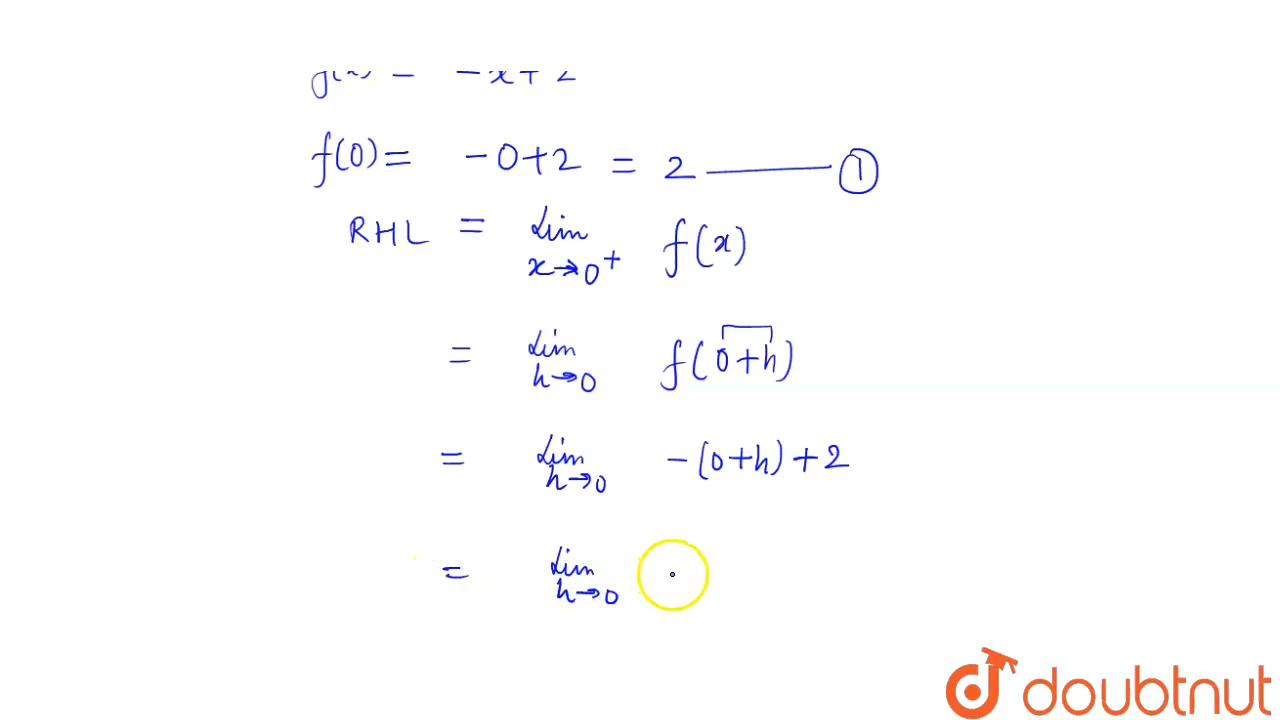 f(0) = -0+2 = 2 ——— ①
RHL = lim x→0+ f(x)
= lim h→0 f(0+h)
= lim h→0 -(0+h)+2
= lim h→0
doubtnut